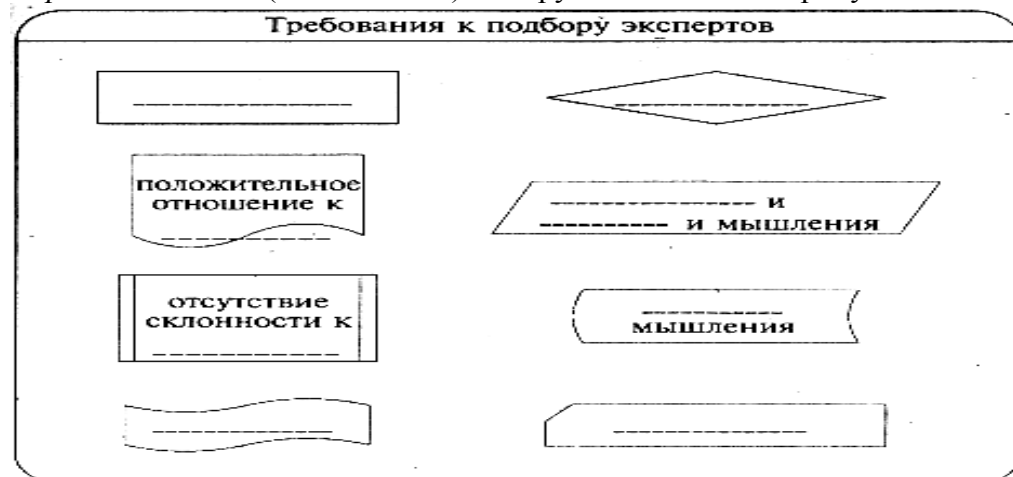 Требования к подбору экспертов
положительное
отношение к
и
и мышления
отсутствие
склонности к
мышления